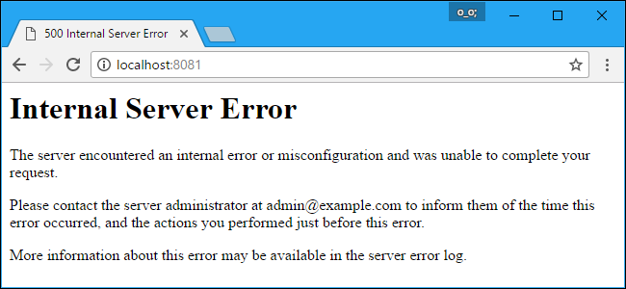 o_o;
500 Internal Server Error
localhost:8081
Internal Server Error
The server encountered an internal error or misconfiguration and was unable to complete your
request.
Please contact the server administrator at admin@example.com to inform them of the time this
error occurred, and the actions you performed just before this error.
More information about this error may be available in the server error log.